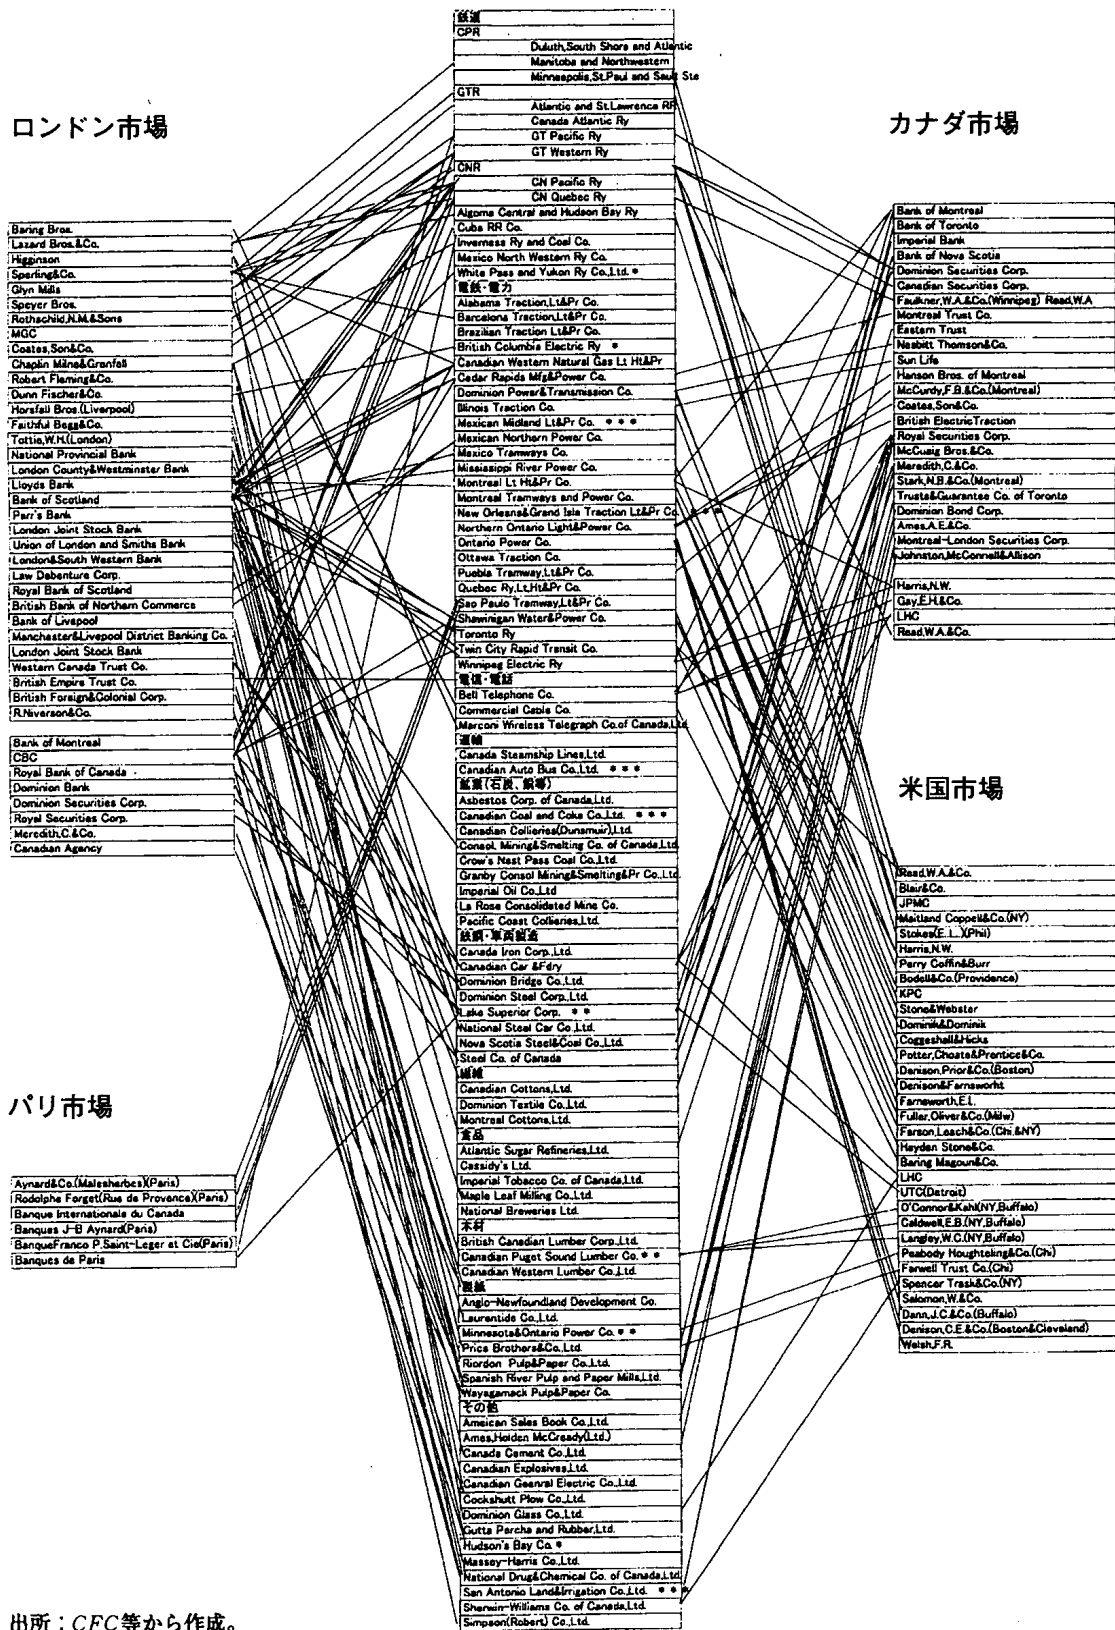 ロンドン市場
Baring Bros.
Lazard Bros.&Co.
Higginson
Sperling&Co.
Glyn Mills
Speyer Bros.
Rothschild,N.M.&Sons
MGC
Coates,Son&Co.
Chaplin Milne&Grenfell
Robert Fleming&Co.
Dunn Fischer&Co.
Horsfall Bros.(Liverpool)
Faithful Begg&Co.
Tottie,W.H.(London)
National Provincial Bank
London County&Westminster Bank
Lloyds Bank
Bank of Scotland
Parr's Bank
London Joint Stock Bank
Union of London and Smiths Bank
London&South Western Bank
Law Debenture Corp.
Royal Bank of Scotland
British Bank of Northern Commerce
Bank of Livepool
Manchester&Livepool District Banking Co.
London Joint Stock Bank
Western Canada Trust Co.
British Empire Trust Co.
British Foreign&Colonial Corp.
R.Niverson&Co.
Bank of Montreal
CBC
Royal Bank of Canada
Dominion Bank
Dominion Securities Corp.
Royal Securities Corp.
Meredith,C.&Co.
Canadian Agency
パリ市場
Aynard&Co.(Malesherbes)(Paris)
Rodolphe Forget(Rue de Provence)(Paris)
Banque Internationale du Canada
Banques J-B Aynard(Paris)
BanqueFranco P.Saint-Leger et Cie(Paris)
Banques de Paris
鉄道
CPR
Duluth,South Shore and Atlantic
Manitoba and Northwestern
Minneapolis,St.Paul and Sault Ste
GTR
Atlantic and St.Lawrence RR
Canada Atlantic Ry
GT Pacific Ry
GT Western Ry
CNR
CN Pacific Ry
CN Quebec Ry
Algoma Central and Hudson Bay Ry
Cuba RR Co.
Inverness Ry and Coal Co.
Mexico North Western Ry Co.
White Pass and Yukon Ry Co.,Ltd. *
電鉄・電力
Alabama Traction,Lt&Pr Co.
Barcelona Traction,Lt&Pr Co.
Brazilian Traction Lt&Pr Co.
British Columbia Electric Ry *
Canadian Western Natural Gas Lt Ht&Pr
Cedar Rapids Mfg&Power Co.
Dominion Power&Transmission Co.
Illinois Traction Co.
Mexican Midland Lt&Pr Co. * * *
Mexican Northern Power Co.
Mexico Tramways Co.
Mississippi River Power Co.
Montreal Lt Ht&Pr Co.
Montreal Tramways and Power Co.
New Orleans&Grand Isla Traction Lt&Pr Co. * * *
Northern Ontario Light&Power Co.
Ontario Power Co.
Ottawa Traction Co.
Puebla Tramway,Lt&Pr Co.
Quebec Ry,Lt,Ht&Pr Co.
Sao Paulo Tramway,Lt&Pr Co.
Shawinigan Water&Power Co.
Toronto Ry
Twin City Rapid Transit Co.
Winnipeg Electric Ry
電信・電話
Bell Telephone Co.
Commercial Cable Co.
Marconi Wireless Telegraph Co.of Canada,Ltd.
運輸
Canada Steamship Lines,Ltd.
Canadian Auto Bus Co.,Ltd. * * *
鉱業(石炭、銅等)
Asbestos Corp. of Canada,Ltd.
Canadian Coal and Coke Co.,Ltd. * * *
Canadian Collieries(Dunsmuir),Ltd.
Consol. Mining&Smelting Co. of Canada,Ltd.
Crow's Nest Pass Coal Co.,Ltd.
Granby Consol Mining&Smelting&Pr Co.,Ltd.
Imperial Oil Co.,Ltd
La Rose Consolidated Mine Co.
Pacific Coast Collieries,Ltd.
鉄鋼・車両製造
Canada Iron Corp.,Ltd.
Canadian Car &Fdry
Dominion Bridge Co.,Ltd.
Dominion Steel Corp.,Ltd.
Lake Superior Corp. * *
National Steel Car Co.,Ltd.
Nova Scotia Steel&Coal Co.,Ltd.
Steel Co. of Canada
繊維
Canadian Cottons,Ltd.
Dominion Textile Co.,Ltd.
Montreal Cottons,Ltd.
食品
Atlantic Sugar Refineries,Ltd.
Cassidy's Ltd.
Imperial Tobacco Co. of Canada,Ltd.
Maple Leaf Milling Co.,Ltd.
National Breweries Ltd.
木材
British Canadian Lumber Corp.,Ltd.
Canadian Puget Sound Lumber Co. * *
Canadian Western Lumber Co.,Ltd.
製紙
Anglo-Newfoundland Development Co.
Laurentide Co.,Ltd.
Minnesota&Ontario Power Co. * *
Price Brothers&Co.,Ltd.
Riordon Pulp&Paper Co.,Ltd.
Spanish River Pulp and Paper Mills,Ltd.
Wayagamack Pulp&Paper Co.
その他
Ameican Sales Book Co.,Ltd.
Ames,Holden McCready(Ltd.)
Canada Cement Co.,Ltd.
Canadian Explosives,Ltd.
Canadian Geanral Electric Co.,Ltd.
Cockshutt Plow Co.,Ltd.
Dominion Glass Co.,Ltd.
Gutta Percha and Rubber,Ltd.
Hudson's Bay Co. *
Massey-Harris Co.,Ltd.
National Drug&Chemical Co. of Canada,Ltd.
San Antonio Land&Irrigation Co.,Ltd. * * *
Sherwin-Williams Co. of Canada,Ltd.
Simpson(Robert) Co.,Ltd.
カナダ市場
Bank of Montreal
Bank of Toronto
Imperial Bank
Bank of Nova Scotia
Dominion Securities Corp.
Canadian Securities Corp.
Faulkner,W.A.&Co.(Winnipeg) Read,W.A
Montreal Trust Co.
Eastern Trust
Nesbitt Thomson&Co.
Sun Life
Hanson Bros. of Montreal
McCurdy,F.B.&Co.(Montreal)
Coates,Son&Co.
British ElectricTraction
Royal Securities Corp.
McCuaig Bros.&Co.
Meredith,C.&Co.
Stark,N.B.&Co.(Montreal)
Trusts&Guarantee Co. of Toronto
Dominion Bond Corp.
Ames,A.E.&Co.
Montreal-London Securities Corp.
Johnston,McConnell&Allison
Harris,N.W.
Gay,E.H.&Co.
LHC
Read,W.A.&Co.
米国市場
Read,W.A.&Co.
Blair&Co.
JPMC
Maitland Coppell&Co.(NY)
Stokes(E. L. )(Phil)
Harris,N.W.
Perry Coffin&Burr
Bodell&Co.(Providence)
KPC
Stone&Webster
Dominik&Dominik
Coggeshall&Hicks
Potter,Choate&Prentice&Co.
Denison,Prior&Co.(Boston)
Denison&Farnsworht
Farnsworth,E.L.
Fuller,Oliver&Co.(Milw)
Farson,Leach&Co.(Chi.&NY)
Hayden Stone&Co.
Baring Magoun&Co.
LHC
UTC(Detroit)
O'Connor&Kahl(NY,Buffalo)
Caldwell,E.B.(NY,Buffalo)
Langley,W.C.(NY,Buffalo)
Peabody Houghteling&Co.(Chi)
Farwell Trust Co.(Chi)
Spencer Trask&Co.(NY)
Salomon,W.&Co.
Dann,J.C.&Co.(Buffalo)
Denison,C.E.&Co.(Boston&Cleveland)
Welsh,F.R.
出所：CFC等から作成。